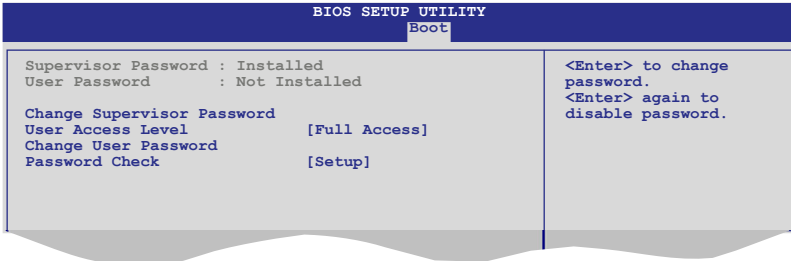 BIOS SETUP UTILITY
Boot
Supervisor Password : Installed
User Password : Not Installed
Change Supervisor Password
User Access Level [Full Access]
Change User Password
Password Check [Setup]
<Enter> to change
password.
<Enter> again to
disable password.